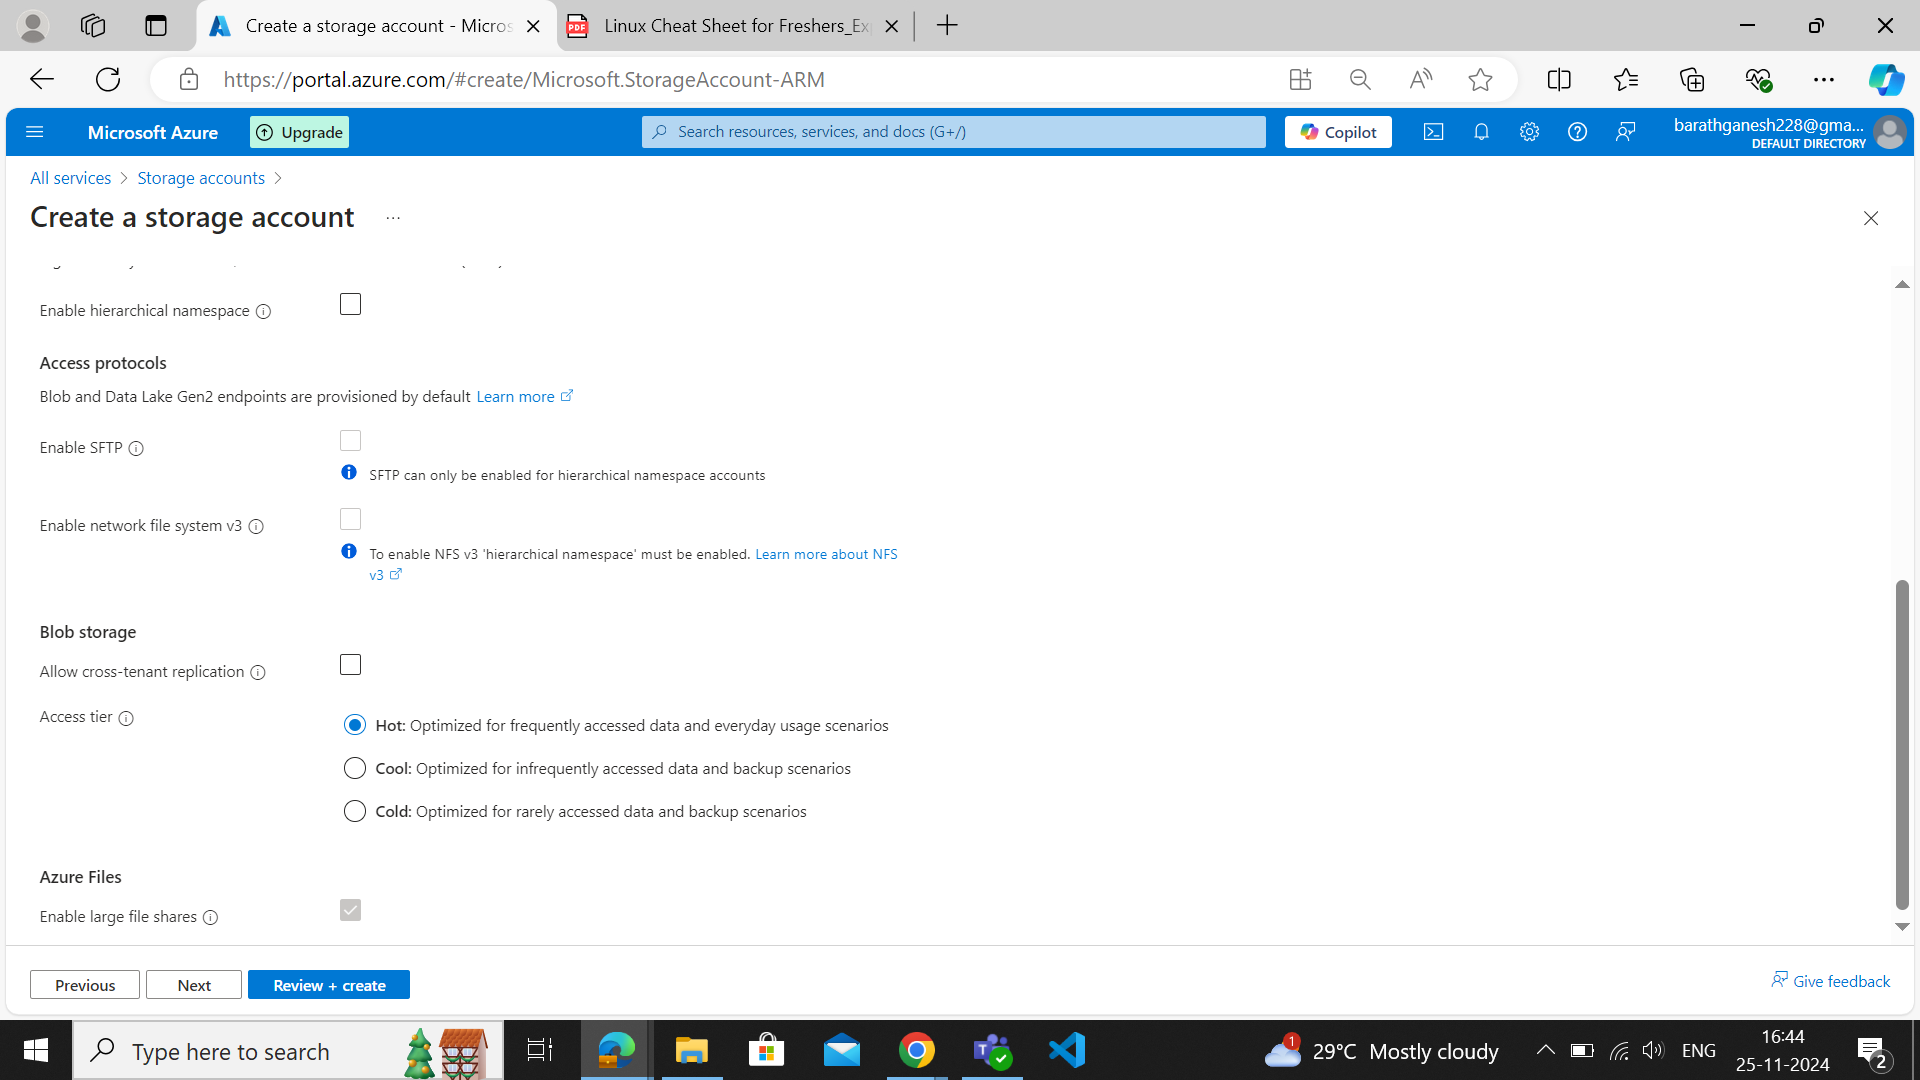 Create a storage account - Micros
Linux Cheat Sheet for Freshers_Ex
https://portal.azure.com/#create/Microsoft.StorageAccount-ARM
Microsoft Azure
Upgrade
Search resources, services, and docs (G+/)
Copilot
barathganesh228@gma...
DEFAULT DIRECTORY
All services > Storage accounts >
Create a storage account ...
Enable hierarchical namespace
Access protocols
Blob and Data Lake Gen2 endpoints are provisioned by default Learn more
Enable SFTP
SFTP can only be enabled for hierarchical namespace accounts
Enable network file system v3
To enable NFS v3 'hierarchical namespace' must be enabled. Learn more about NFS
v3
Blob storage
Allow cross-tenant replication
Access tier
Hot: Optimized for frequently accessed data and everyday usage scenarios
Cool: Optimized for infrequently accessed data and backup scenarios
Cold: Optimized for rarely accessed data and backup scenarios
Azure Files
Enable large file shares
Previous
Next
Review + create
Give feedback
Type here to search
1
29°C Mostly cloudy
ENG
16:44
25-11-2024
2